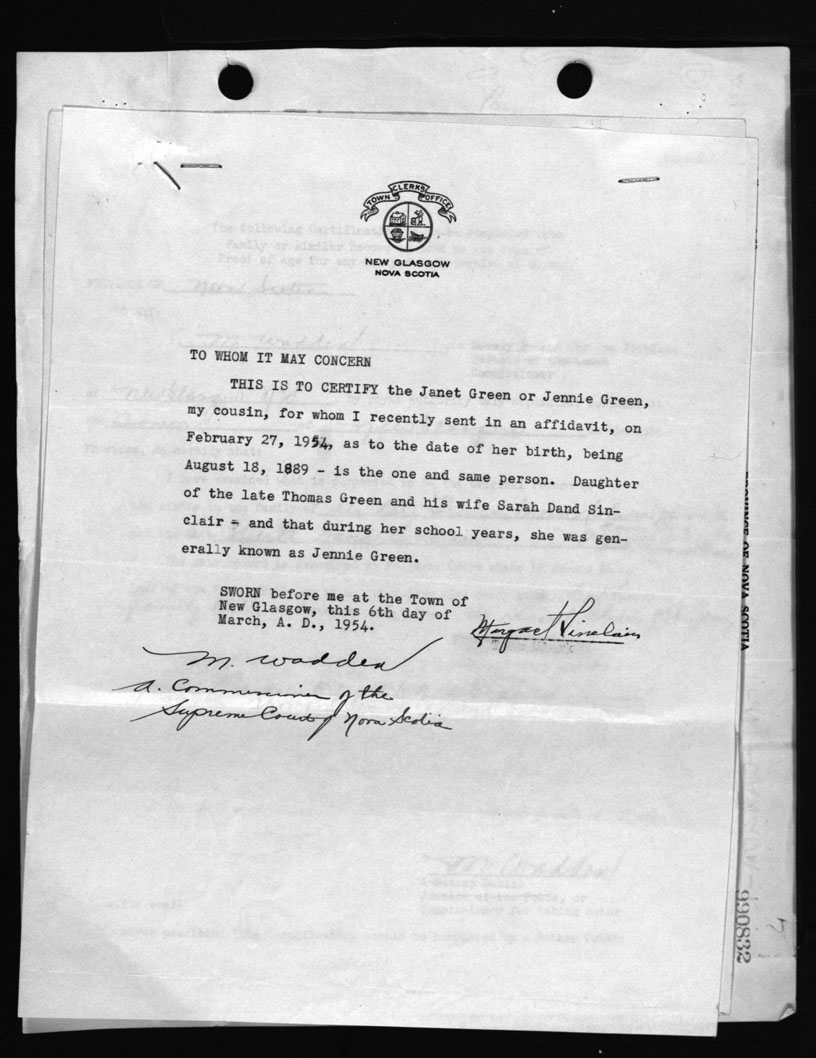 TOWN CLERKS OFFICE
NEW GLASGOW
NOVA SCOTIA
TO WHOM IT MAY CONCERN
THIS IS TO CERTIFY the Janet Green or Jennie Green,
my cousin, for whom I recently sent in an affidavit, on
February 27, 1954, as to the date of her birth, being
August 18, 1889 - is the one and same person. Daughter
of the late Thomas Green and his wife Sarah Dand Sin-
clair - and that during her school years, she was gen-
erally known as Jennie Green.
SWORN before me at the Town of
New Glasgow, this 6th day of
March, A. D., 1954.
Margaret Sinclair
M. Wadden
a. Commissioner of the
Supreme Court of Nova Scotia
PROVINCE OF NOVA SCOTIA
990832